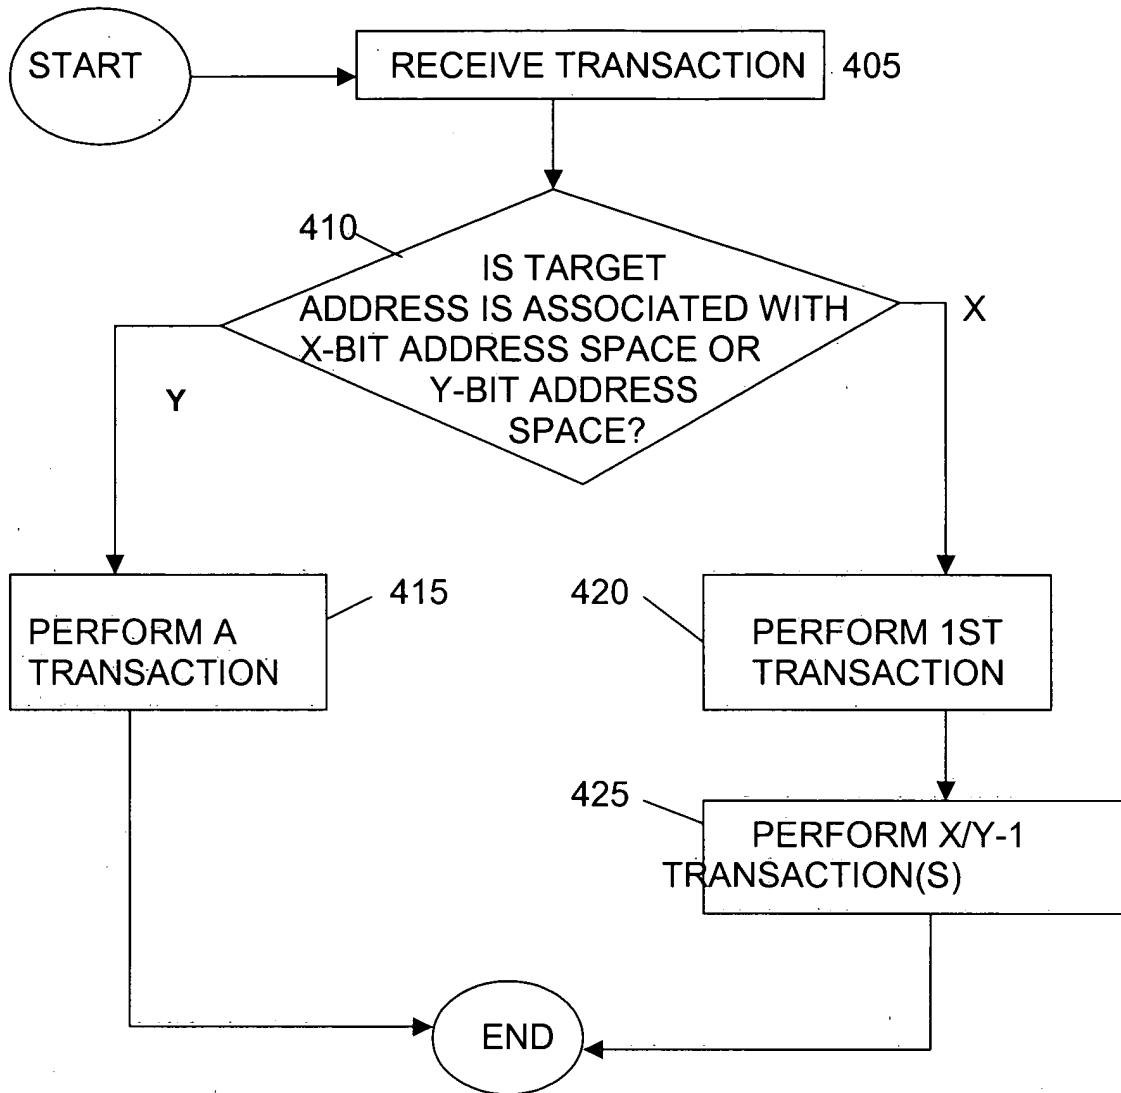 START
RECEIVE TRANSACTION
405
410
IS TARGET
ADDRESS IS ASSOCIATED WITH
X-BIT ADDRESS SPACE OR
Y-BIT ADDRESS
SPACE?
X
Y
415
420
PERFORM A
TRANSACTION
PERFORM 1ST
TRANSACTION
425
PERFORM X/Y-1
TRANSACTION(S)
END